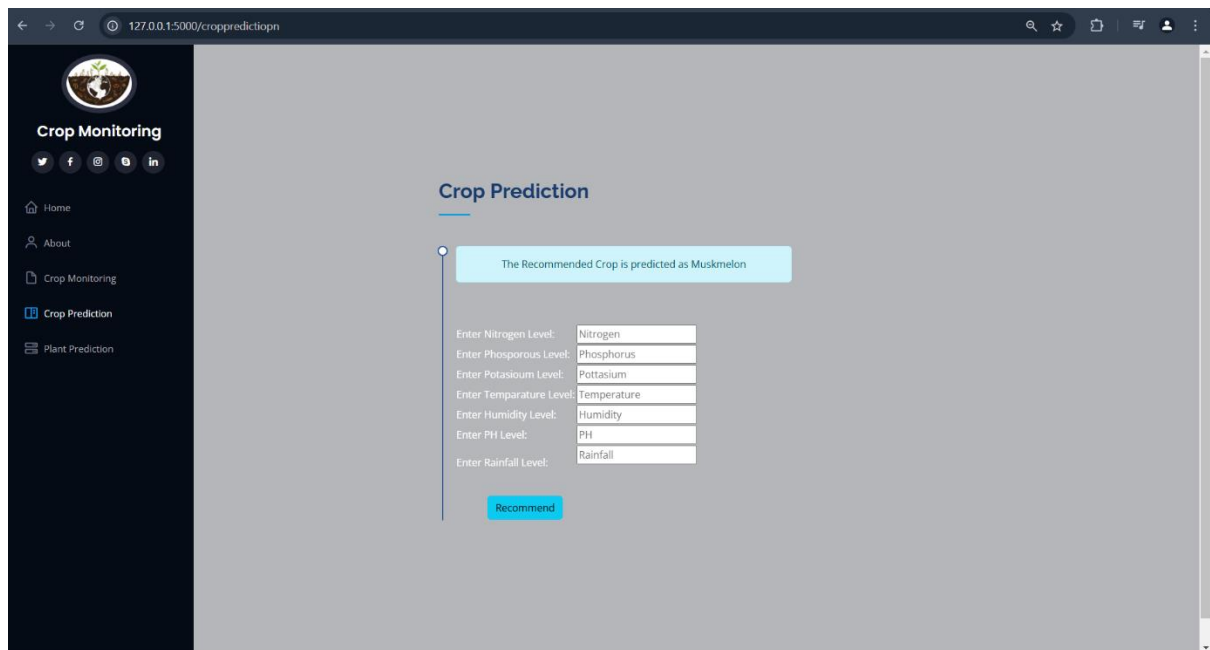 127.0.0.1:5000/croppredictiopn
Crop Monitoring
Home
About
Crop Monitoring
Crop Prediction
Plant Prediction
Crop Prediction
The Recommended Crop is predicted as Muskmelon
Enter Nitrogen Level: Nitrogen
Enter Phosporous Level: Phosphorus
Enter Potasioum Level: Pottasium
Enter Temparature Level: Temperature
Enter Humidity Level: Humidity
Enter PH Level: PH
Enter Rainfall Level: Rainfall
Recommend